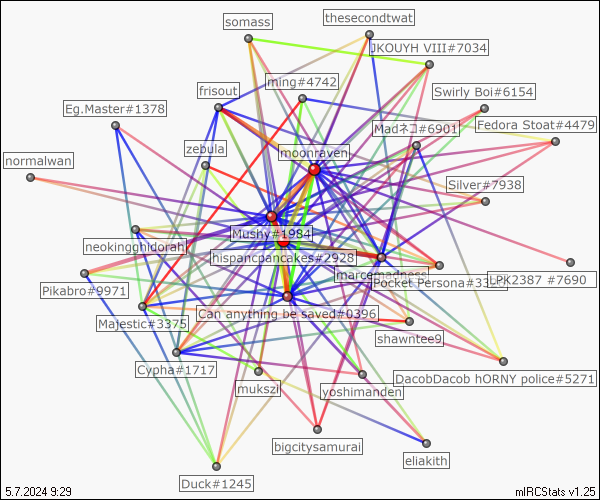 somass
thesecondtwat
JKOUYH VIII#7034
ming#4742
frisout
Swirly Boi#6154
Eg.Master#1378
Fedora Stoat#4479
Madネコ#6901
zebula
moonraven
normalwan
Silver#7938
Mushy#1984
neokingghidorah
hispancpancakes#2928
marcemadness
LPK2387 #7690
Pikabro#9971
Pocket Persona#33
Can anything be saved#0396
Majestic#3375
shawntee9
Cypha#1717
DacobDacob hORNY police#5271
mukszil
yoshimanden
bigcitysamurai
eliakith
Duck#1245
5.7.2024 9:29
mIRCStats v1.25